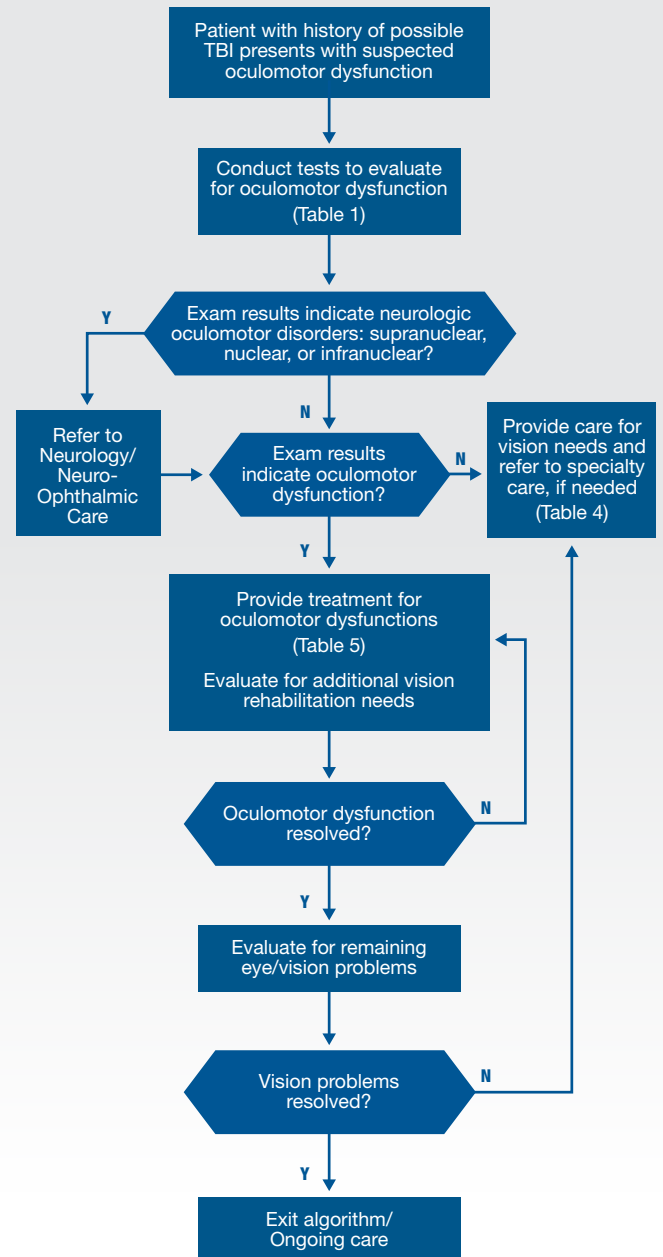 Patient with history of possible
TBI presents with suspected
oculomotor dysfunction
Conduct tests to evaluate
for oculomotor dysfunction
(Table 1)
Y
Exam results indicate neurologic
oculomotor disorders: supranuclear,
nuclear, or infranuclear?
N
Refer to
Neurology/
Neuro-
Ophthalmic
Care
Exam results
indicate oculomotor
dysfunction?
N
Provide care for
vision needs and
refer to specialty
care, if needed
(Table 4)
Y
Provide treatment for
oculomotor dysfunctions
(Table 5)
Evaluate for additional vision
rehabilitation needs
Oculomotor dysfunction
resolved?
N
Y
Evaluate for remaining
eye/vision problems
Vision problems
resolved?
N
Y
Exit algorithm/
Ongoing care